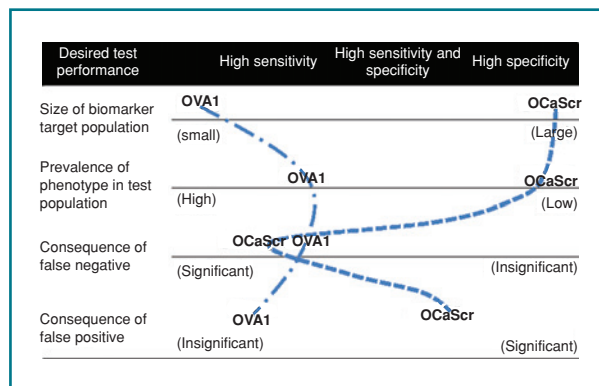 Desired test
performance
High sensitivity
High sensitivity and
specificity
High specificity
Size of biomarker
target population
OVA1
OCaScr
(small)
(Large)
Prevalence of
phenotype in test
population
OVA1
OCaScr
(High)
(Low)
Consequence of
false negative
OCaScr OVA1
(Significant)
(Insignificant)
Consequence of
false positive
OVA1
OCaScr
(Insignificant)
(Significant)